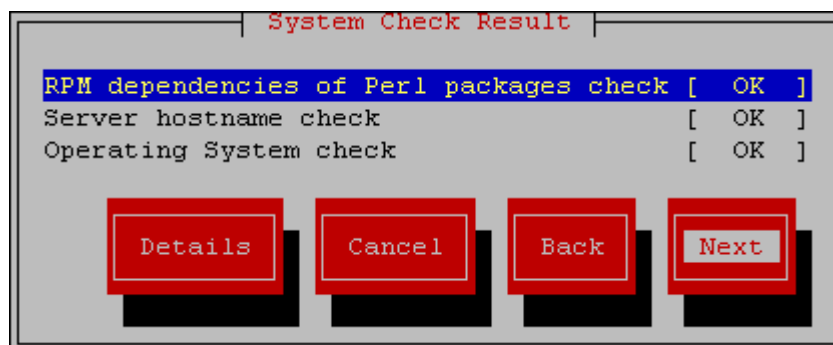 System Check Result
RPM dependencies of Perl packages check [ OK ]
Server hostname check [ OK ]
Operating System check [ OK ]
Details Cancel Back Next